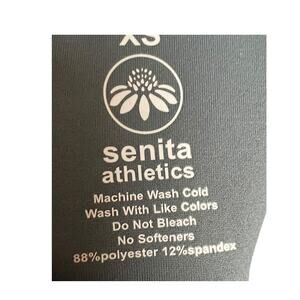 XS
senita
athletics
Machine Wash Cold
Wash With Like Colors
Do Not Bleach
No Softeners
88%polyester 12%spandex